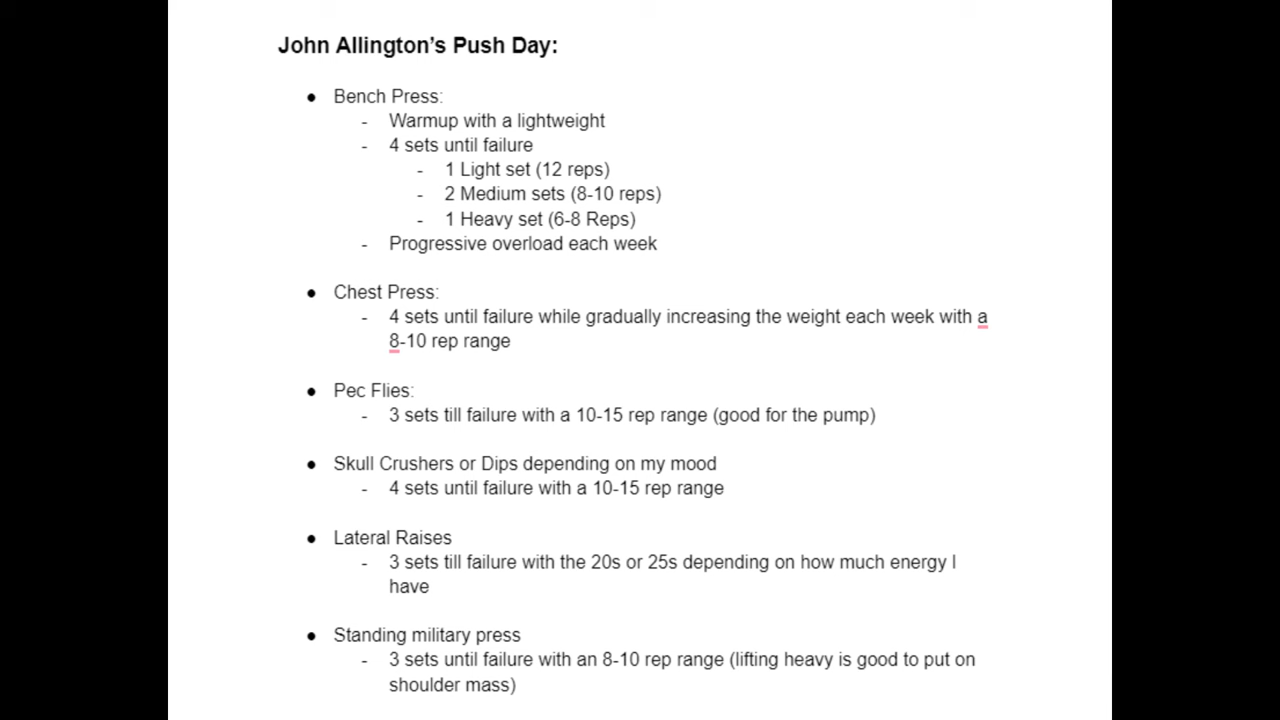 John Allington’s Push Day:
● Bench Press:
- Warmup with a lightweight
- 4 sets until failure
- 1 Light set (12 reps)
- 2 Medium sets (8-10 reps)
- 1 Heavy set (6-8 Reps)
- Progressive overload each week
● Chest Press:
- 4 sets until failure while gradually increasing the weight each week with a
8-10 rep range
● Pec Flies:
- 3 sets till failure with a 10-15 rep range (good for the pump)
● Skull Crushers or Dips depending on my mood
- 4 sets until failure with a 10-15 rep range
● Lateral Raises
- 3 sets till failure with the 20s or 25s depending on how much energy I
have
● Standing military press
- 3 sets until failure with an 8-10 rep range (lifting heavy is good to put on
shoulder mass)